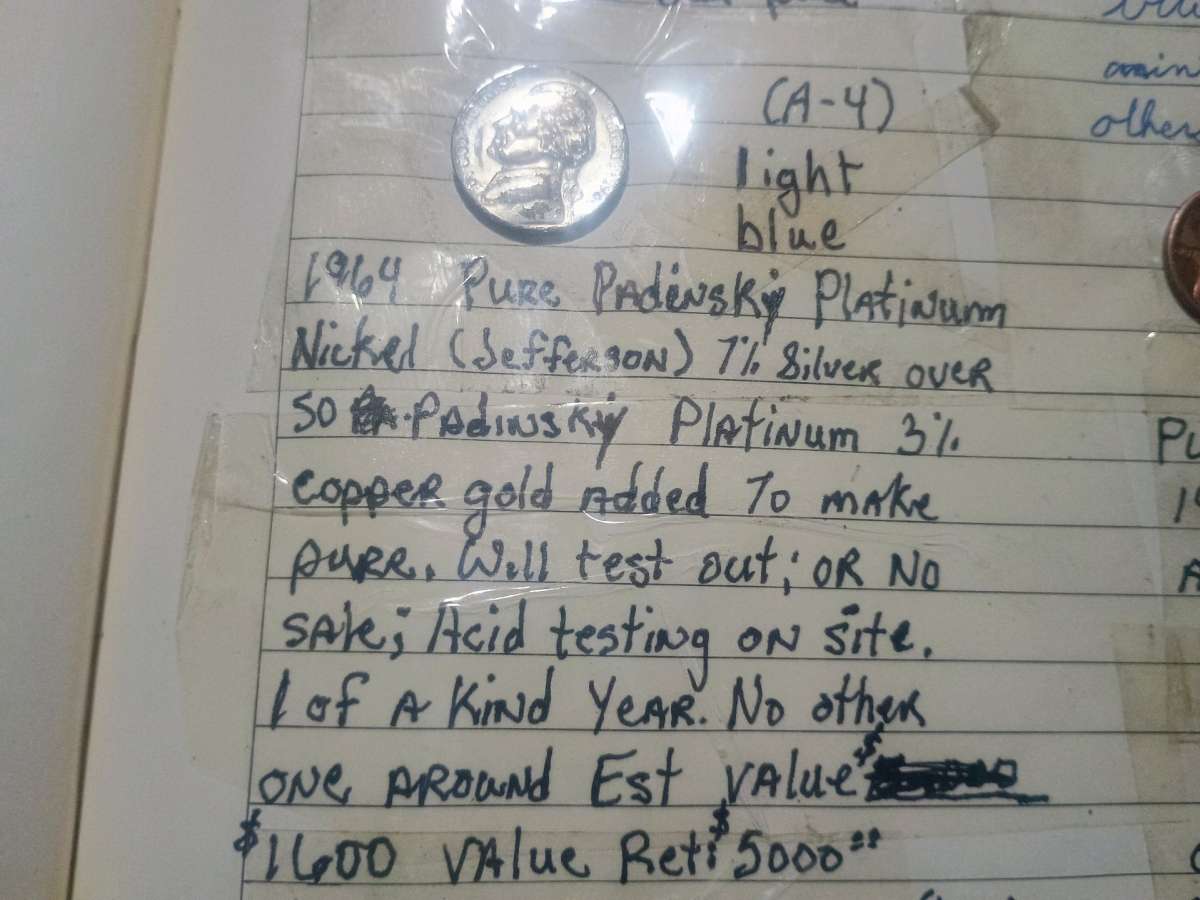 (A-4)
light
blue
1964 Pure Padinsky Platinum
Nickel (Jefferson) 7% Silver over
50 Padinsky Platinum 3%
copper gold added To make
pure. Will test out; OR NO
sale; Acid testing ON Site.
1 of A Kind Year. No other
one Around Est Value $
$1600 Value Ret: $5000.00
other